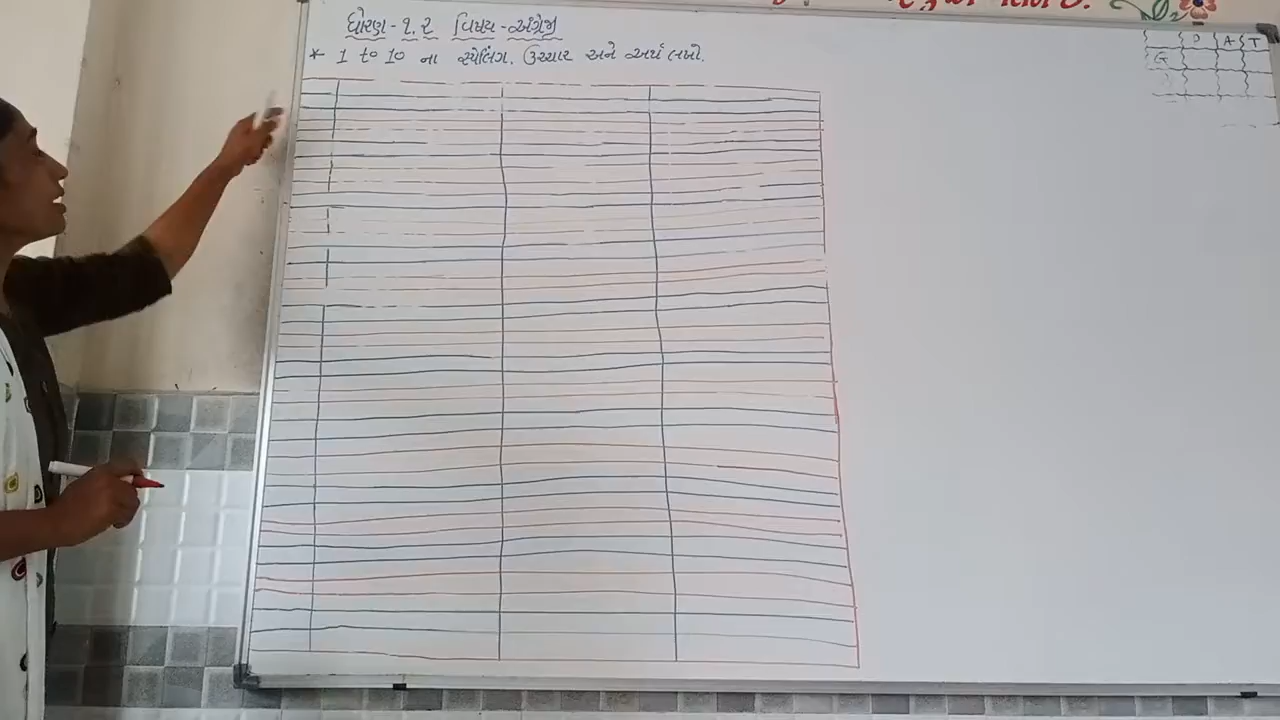 ધોરણ - ૧.૨ વિષય - અંગ્રેજી
* 1 to 10 ના સ્પેલિંગ. ઉચ્ચાર અને અર્થ લખો.
P A T
G